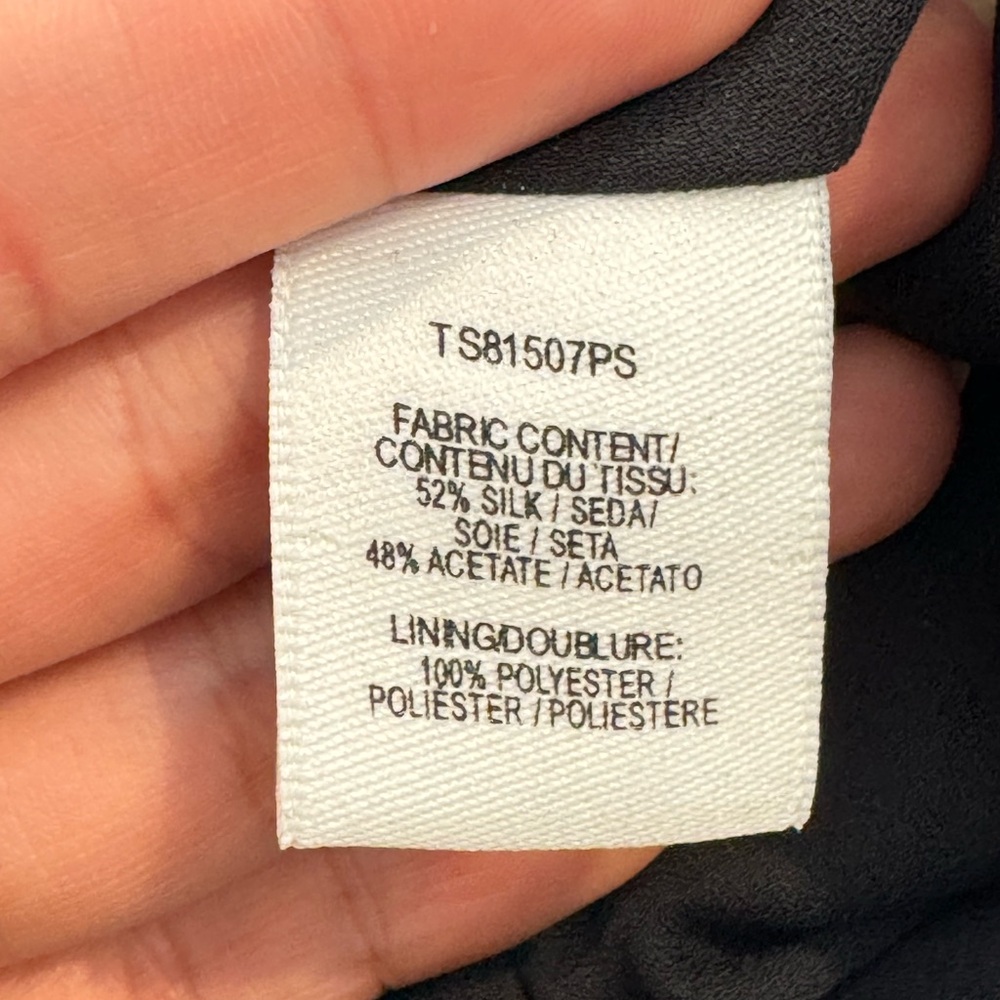 TS81507PS
FABRIC CONTENT/
CONTENU DU TISSU:
52% SILK / SEDA/
SOIE / SETA
48% ACETATE / ACETATO
LINING/DOUBLURE:
100% POLYESTER /
POLIESTER / POLIESTERE